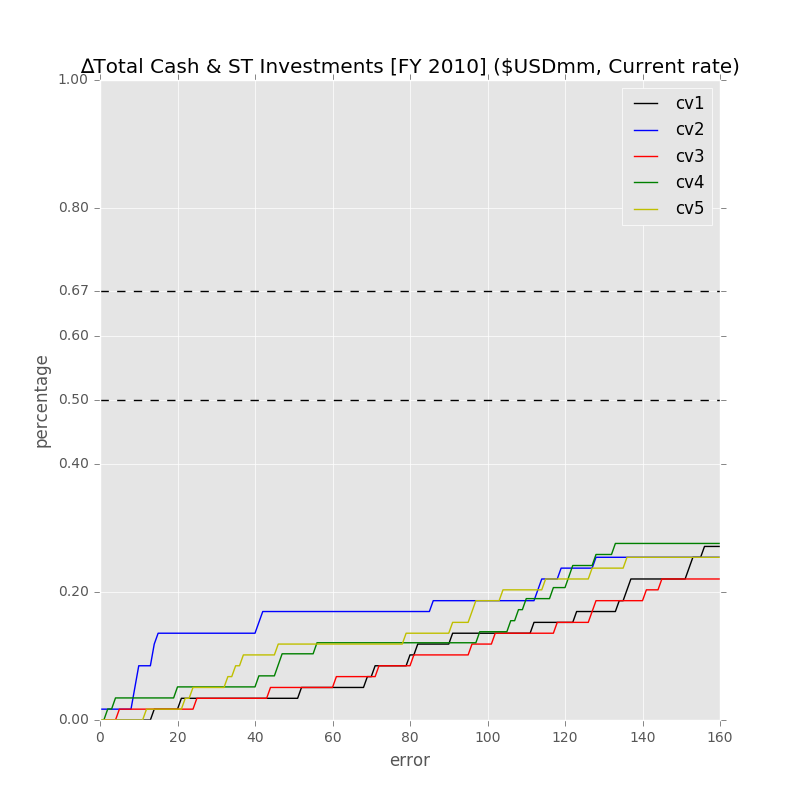 ΔTotal Cash & ST Investments [FY 2010] ($USDmm, Current rate)
1.00
0.80
0.67
0.60
0.50
0.40
0.20
0.00
percentage
cv1
cv2
cv3
cv4
cv5
0 20 40 60 80 100 120 140 160
error